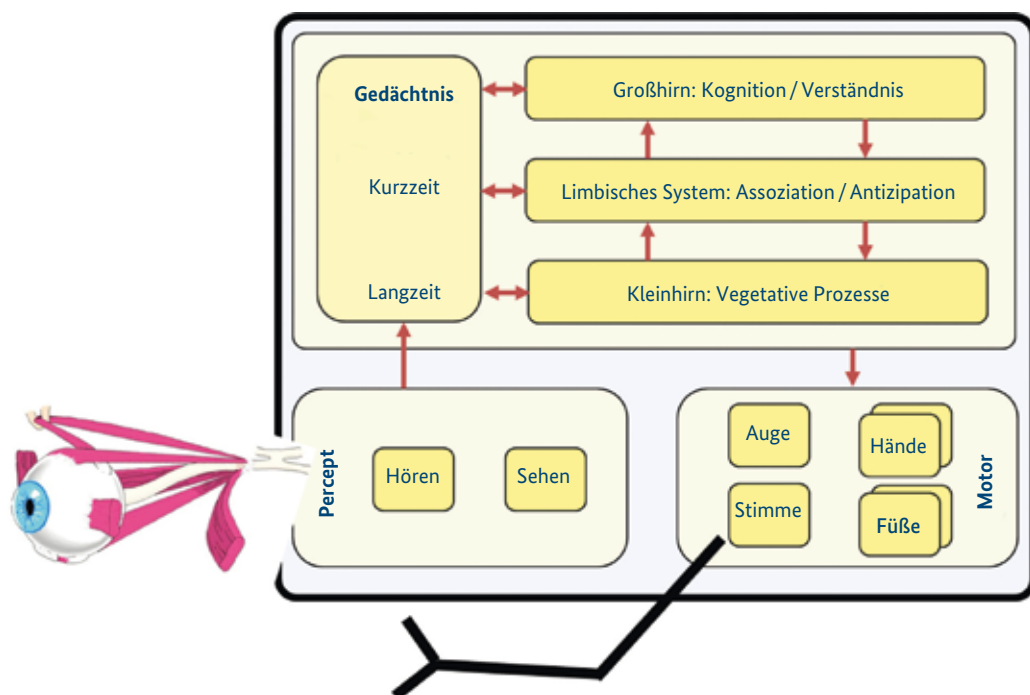 Gedächtnis
Kurzzeit
Langzeit
Großhirn: Kognition / Verständnis
Limbisches System: Assoziation / Antizipation
Kleinhirn: Vegetative Prozesse
Percept
Hören
Sehen
Auge
Hände
Stimme
Füße
Motor